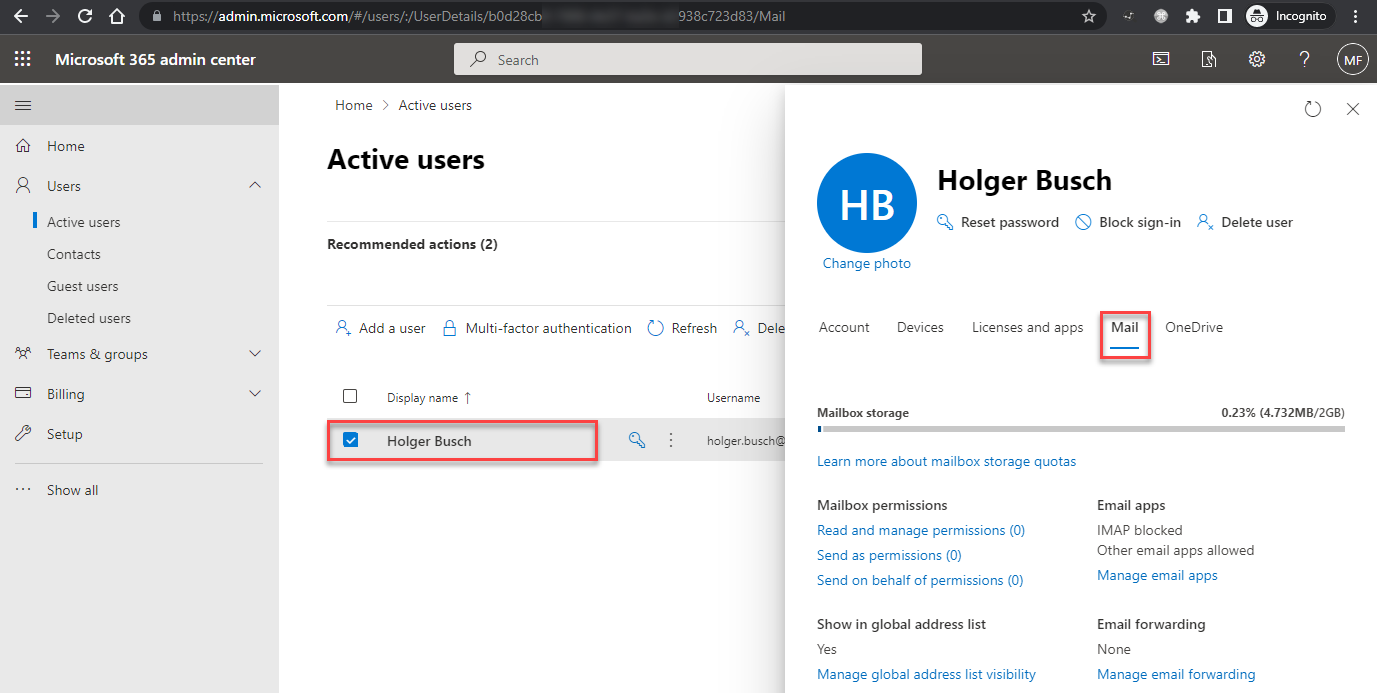 https://admin.microsoft.com/#/users/:/UserDetails/b0d28cb 938c723d83/Mail
Incognito
Microsoft 365 admin center
Search
MF
Home
Users
Active users
Contacts
Guest users
Deleted users
Teams & groups
Billing
Setup
Show all
Home > Active users
Active users
Recommended actions (2)
Add a user Multi-factor authentication Refresh Dele
Display name ↑ Username
Holger Busch holger.busch@
HB
Change photo
Holger Busch
Reset password Block sign-in Delete user
Account Devices Licenses and apps Mail OneDrive
Mailbox storage 0.23% (4.732MB/2GB)
Learn more about mailbox storage quotas
Mailbox permissions
Read and manage permissions (0)
Send as permissions (0)
Send on behalf of permissions (0)
Email apps
IMAP blocked
Other email apps allowed
Manage email apps
Show in global address list
Yes
Manage global address list visibility
Email forwarding
None
Manage email forwarding